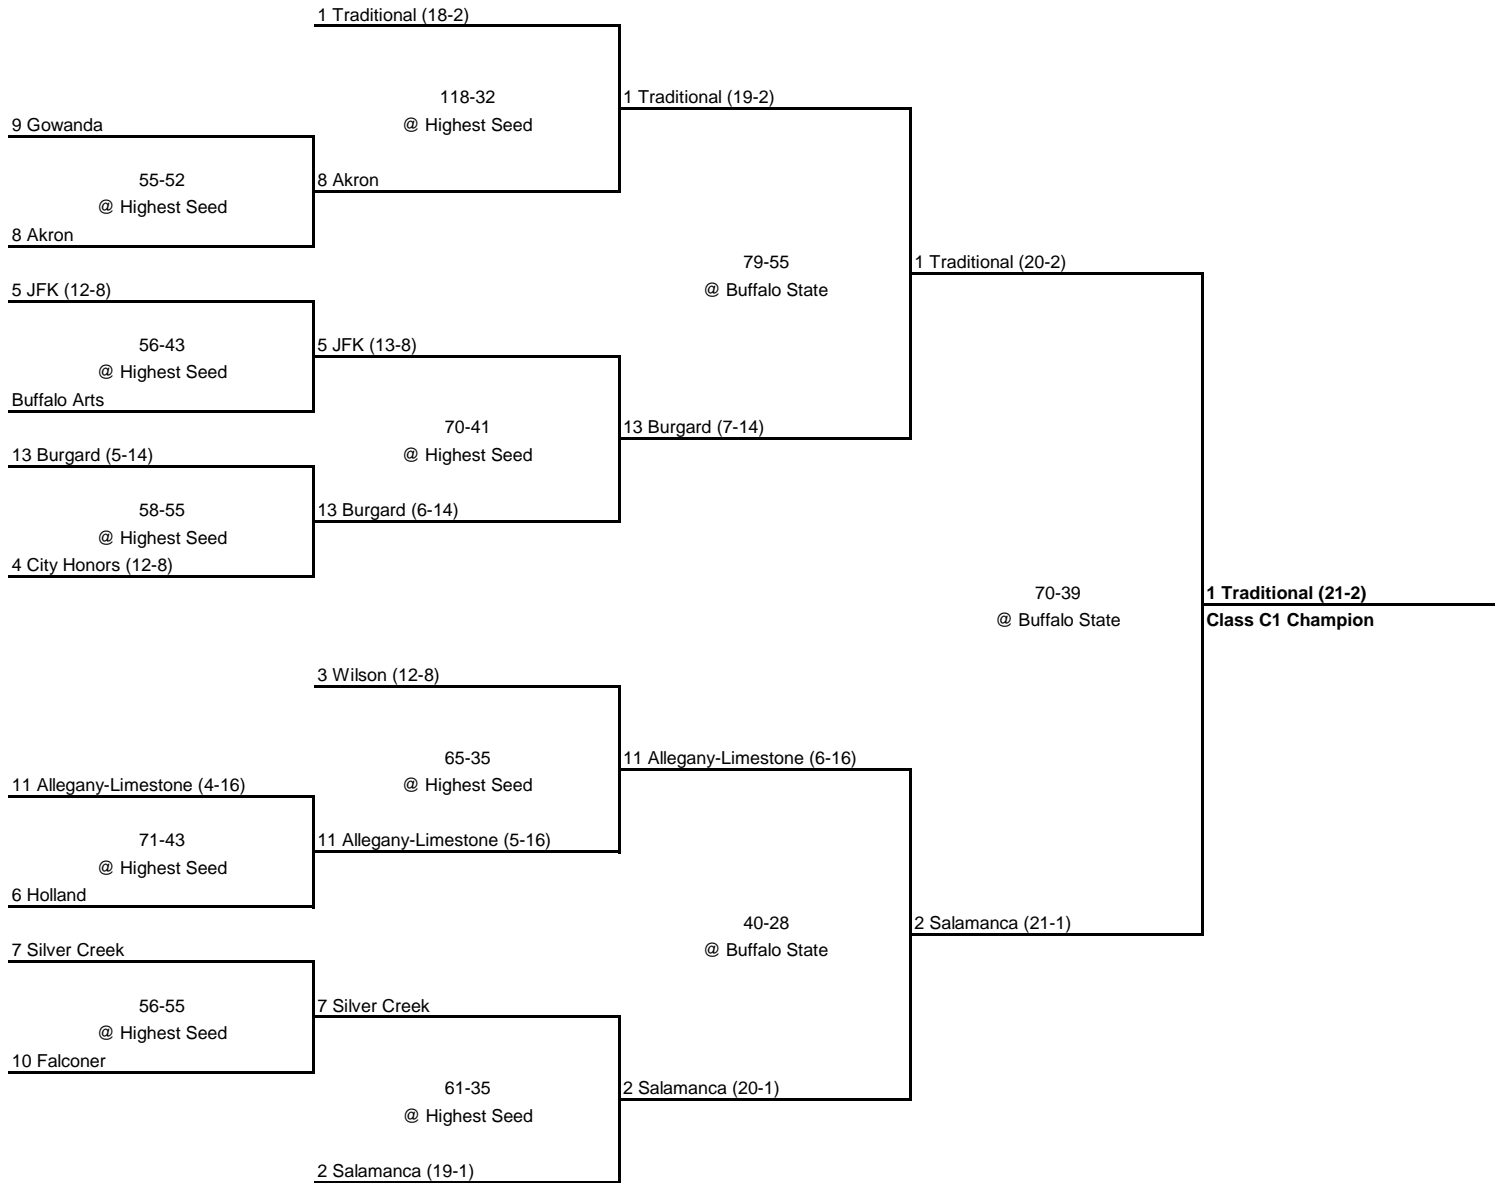 1 Traditional (18-2)
118-32
@ Highest Seed
1 Traditional (19-2)
9 Gowanda
55-52
@ Highest Seed
8 Akron
8 Akron
79-55
@ Buffalo State
1 Traditional (20-2)
5 JFK (12-8)
56-43
@ Highest Seed
5 JFK (13-8)
Buffalo Arts
70-41
@ Highest Seed
13 Burgard (7-14)
13 Burgard (5-14)
58-55
@ Highest Seed
13 Burgard (6-14)
4 City Honors (12-8)
70-39
@ Buffalo State
1 Traditional (21-2)
Class C1 Champion
3 Wilson (12-8)
65-35
@ Highest Seed
11 Allegany-Limestone (6-16)
11 Allegany-Limestone (4-16)
71-43
@ Highest Seed
11 Allegany-Limestone (5-16)
6 Holland
40-28
@ Buffalo State
2 Salamanca (21-1)
7 Silver Creek
56-55
@ Highest Seed
7 Silver Creek
10 Falconer
61-35
@ Highest Seed
2 Salamanca (20-1)
2 Salamanca (19-1)